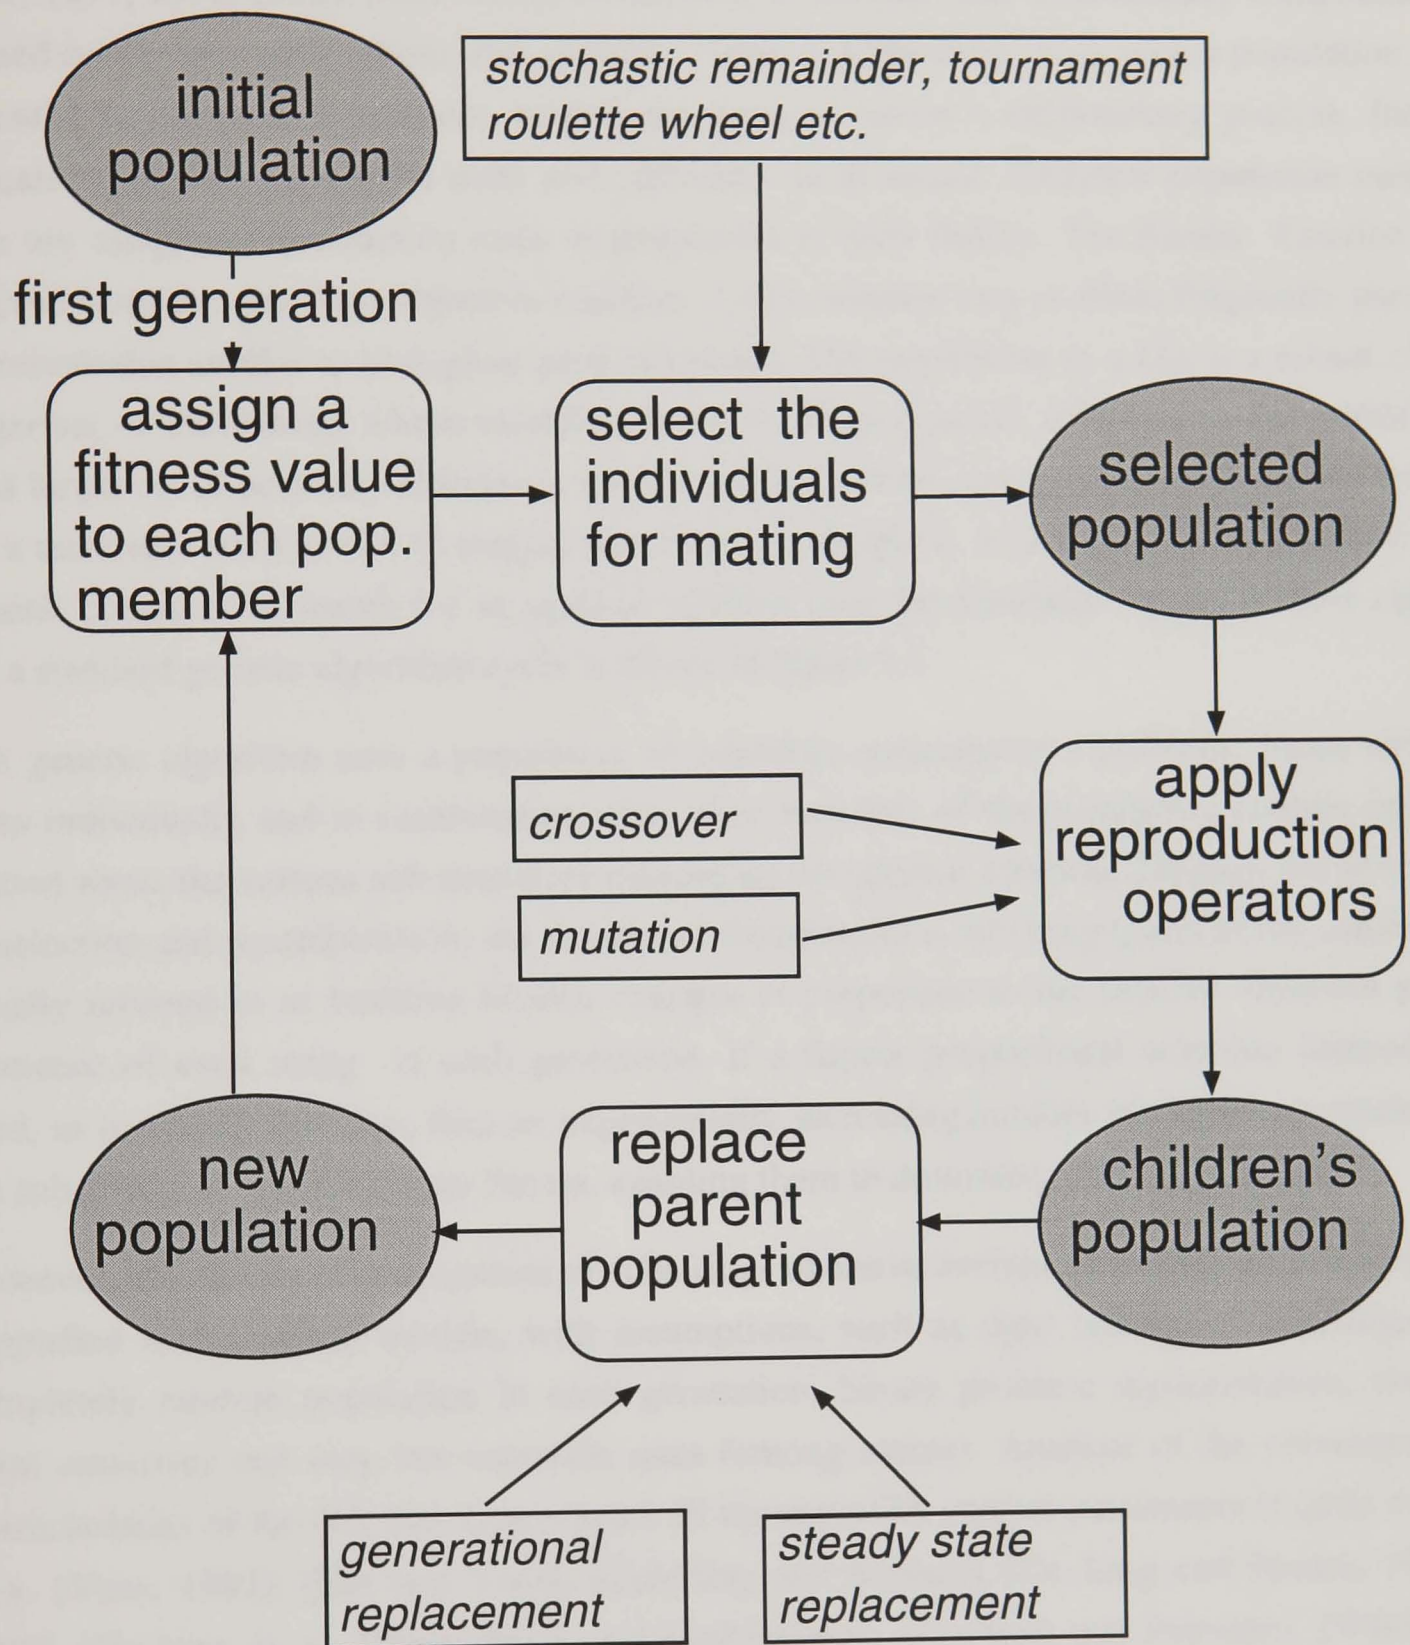 initial
population
stochastic remainder, tournament
roulette wheel etc.
first generation
assign a
fitness value
to each pop.
member
select the
individuals
for mating
selected
population
apply
reproduction
operators
crossover
mutation
children's
population
replace
parent
population
new
population
generational
replacement
steady state
replacement